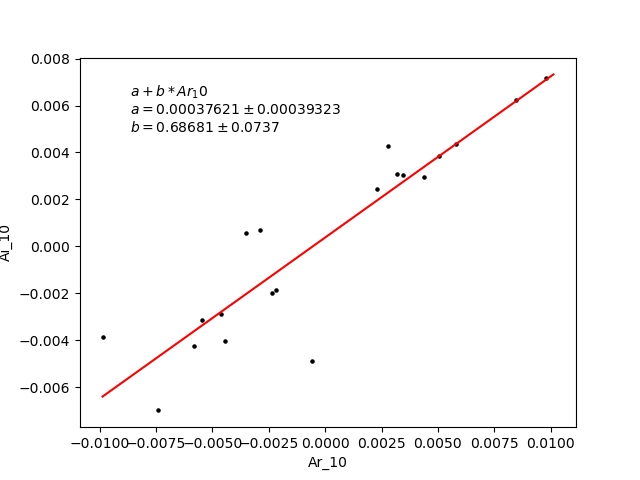 0.008
0.006
0.004
0.002
0.000
−0.002
−0.004
−0.006
Ar_10
a + b * Ar₁0
a = 0.00037621 ± 0.00039323
b = 0.68681 ± 0.0737
−0.0100 −0.0075 −0.0050 −0.0025 0.0000 0.0025 0.0050 0.0075 0.0100
Ar_10